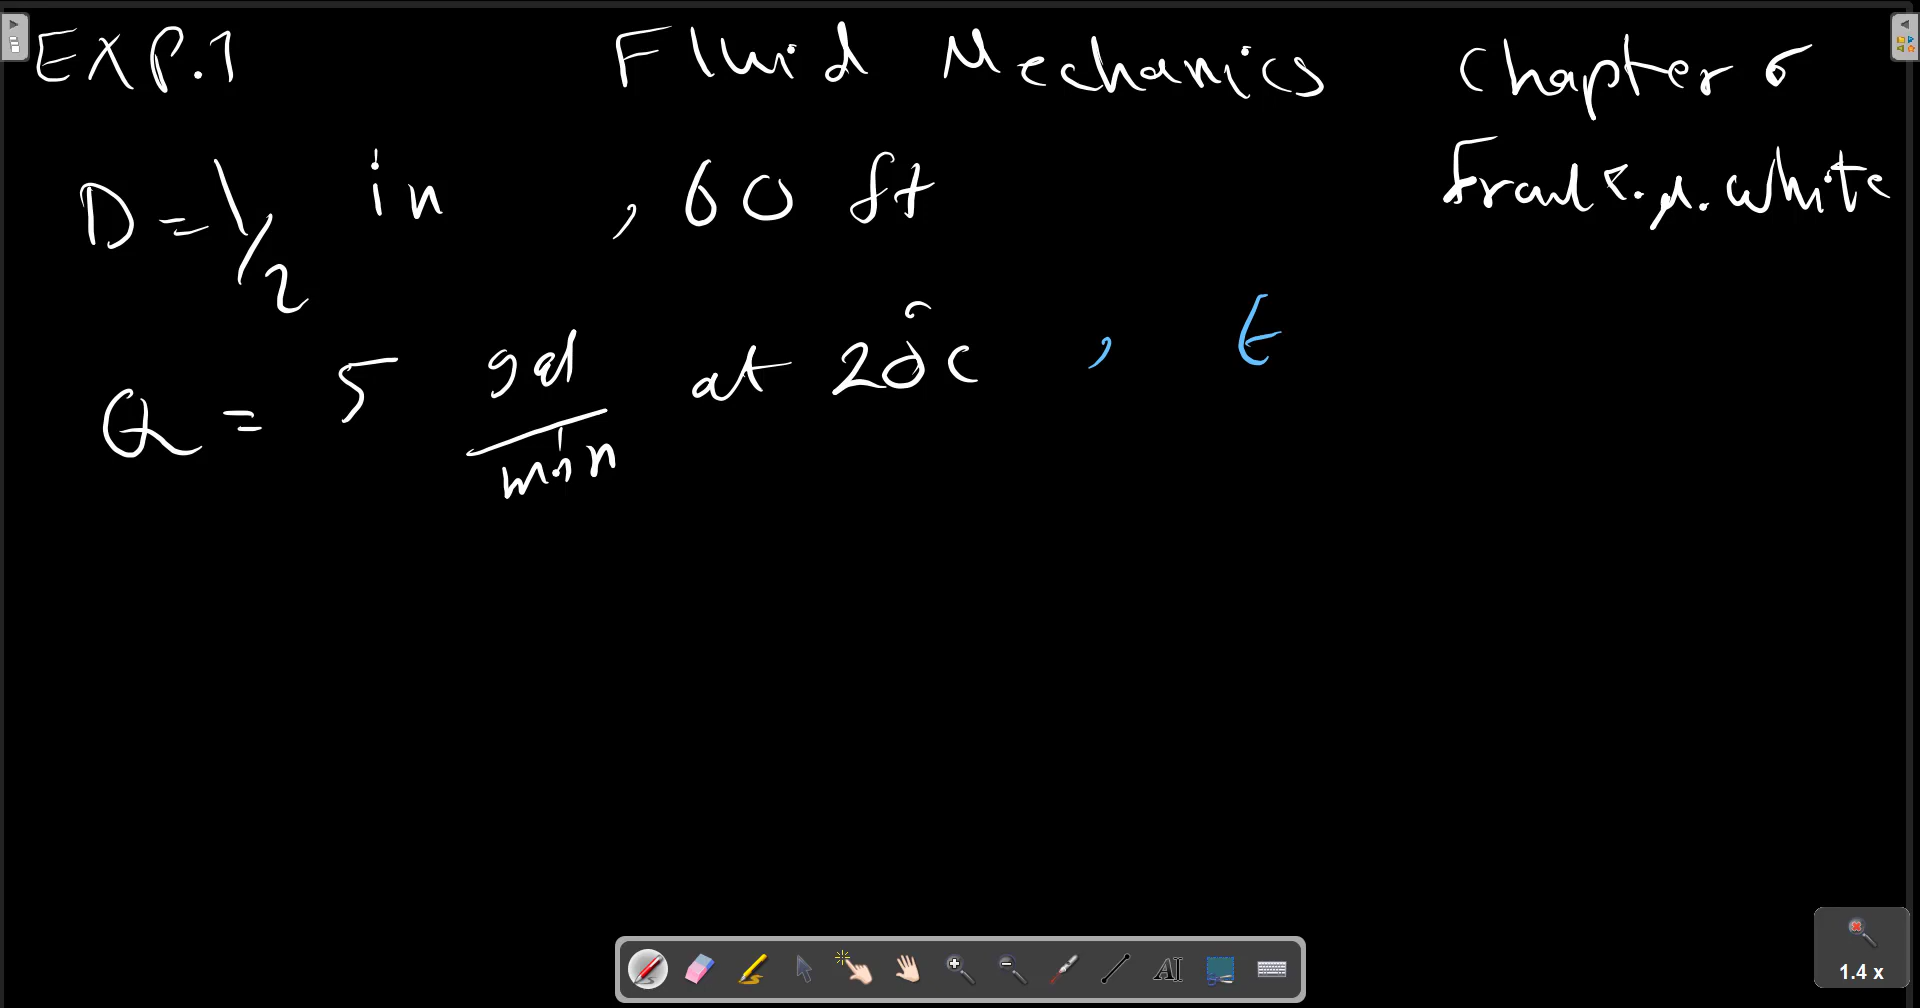 EXP.1 Fluid Mechanics Chapter 6
Frank. M. White
D = 1/2 in , 60 ft
Q = 5 gal/min at 20°C , ϵ
1.4 x